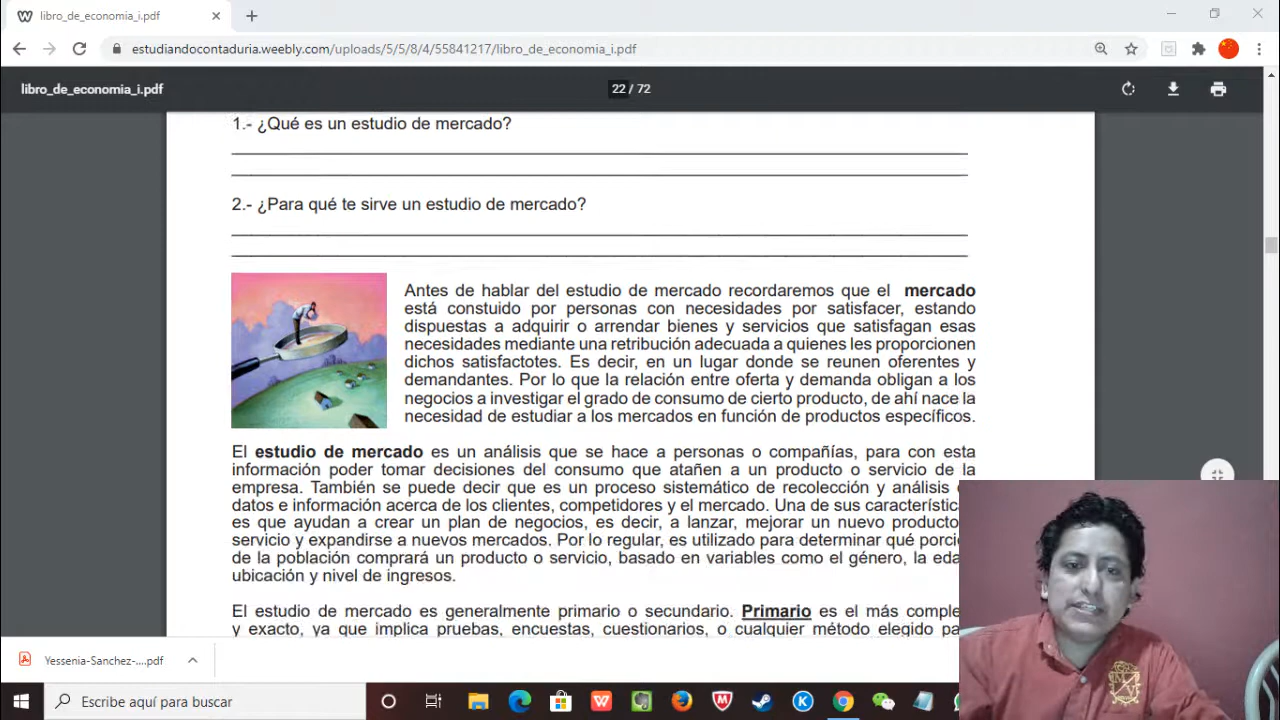 libro_de_economia_i.pdf
estudiandocontaduria.weebly.com/uploads/5/5/8/4/55841217/libro_de_economia_i.pdf
libro_de_economia_i.pdf 22 / 72
1.- ¿Qué es un estudio de mercado?
2.- ¿Para qué te sirve un estudio de mercado?
Antes de hablar del estudio de mercado recordaremos que el mercado
está constuido por personas con necesidades por satisfacer, estando
dispuestas a adquirir o arrendar bienes y servicios que satisfagan esas
necesidades mediante una retribución adecuada a quienes les proporcionen
dichos satisfactotes. Es decir, en un lugar donde se reunen oferentes y
demandantes. Por lo que la relación entre oferta y demanda obligan a los
negocios a investigar el grado de consumo de cierto producto, de ahí nace la
necesidad de estudiar a los mercados en función de productos específicos.
El estudio de mercado es un análisis que se hace a personas o compañías, para con esta
información poder tomar decisiones del consumo que atañen a un producto o servicio de la
empresa. También se puede decir que es un proceso sistemático de recolección y análisis
datos e información acerca de los clientes, competidores y el mercado. Una de sus característica
es que ayudan a crear un plan de negocios, es decir, a lanzar, mejorar un nuevo producto
servicio y expandirse a nuevos mercados. Por lo regular, es utilizado para determinar qué porci
de la población comprará un producto o servicio, basado en variables como el género, la eda
ubicación y nivel de ingresos.
El estudio de mercado es generalmente primario o secundario. Primario es el más comple
y exacto, ya que implica pruebas, encuestas, cuestionarios, o cualquier método elegido pa
Yessenia-Sanchez-....pdf
Escribe aquí para buscar